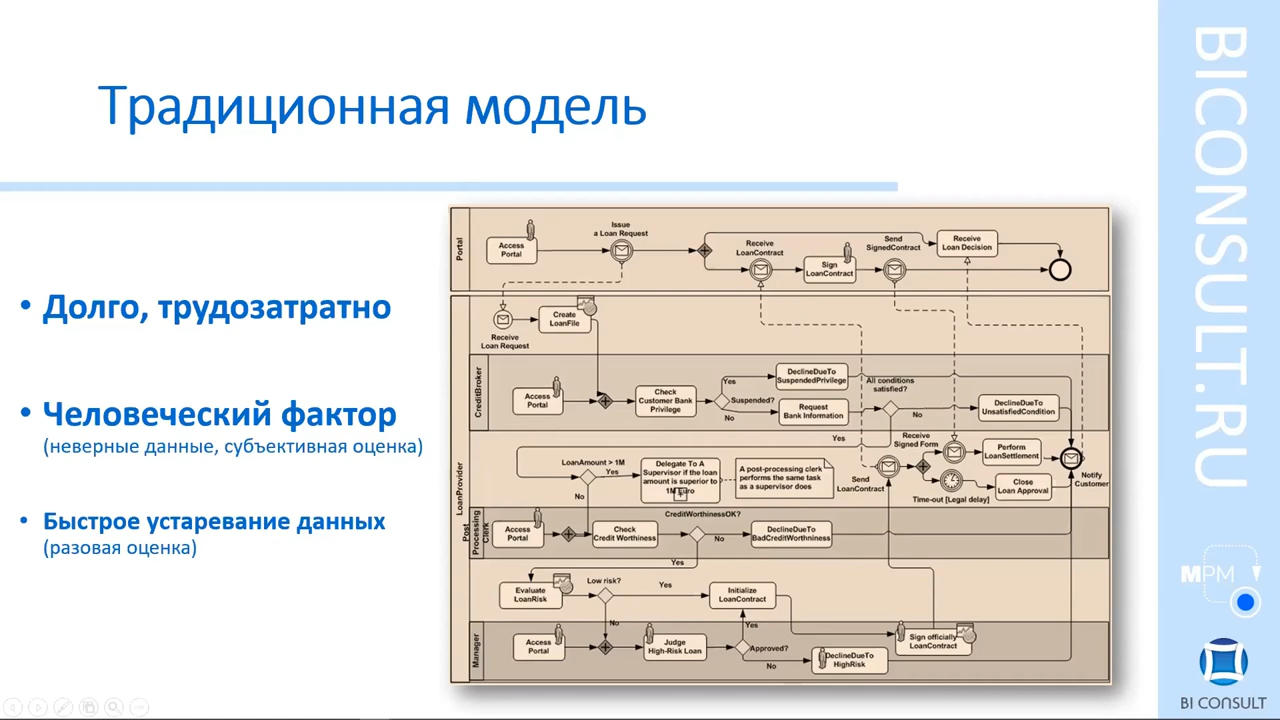 Традиционная модель
• Долго, трудозатратно
• Человеческий фактор
(неверные данные, субъективная оценка)
• Быстрое устаревание данных
(разовая оценка)
Portal
Access
Portal
Issue
a Loan Request
Receive
LoanContract
Sign
LoanContract
Send
SignedContract
Receive
Loan Decision
LoanProvider
Receive
Loan Request
Create
LoanFile
CreditBroker
Access
Portal
Check
Customer Bank
Privilege
Yes
Suspended?
No
DeclineDueTo
SuspendedPrivilege
Request
Bank Information
All conditions
satisfied?
No
Yes
DeclineDueTo
UnsatisfiedCondition
LoanAmount > 1M
Yes
No
Delegate To A
Supervisor if the loan
amount is superior to
1M Euro
A post-processing clerk
performs the same task
as a supervisor does
Send
LoanContract
Receive
Signed Form
Perform
LoanSettlement
Time-out [Legal delay]
Close
Loan Approval
Notify
Customer
Post
Processing
Clerk
Access
Portal
Check
Credit Worthiness
CreditWorthinessOK?
No
Yes
DeclineDueTo
BadCreditWorthniness
Evaluate
LoanRisk
Low risk?
Yes
No
Initialize
LoanContract
Manager
Access
Portal
Judge
High-Risk Loan
Yes
Approved?
No
DeclineDueTo
HighRisk
Sign officially
LoanContract
BICONSULT.RU
MPM
BI CONSULT